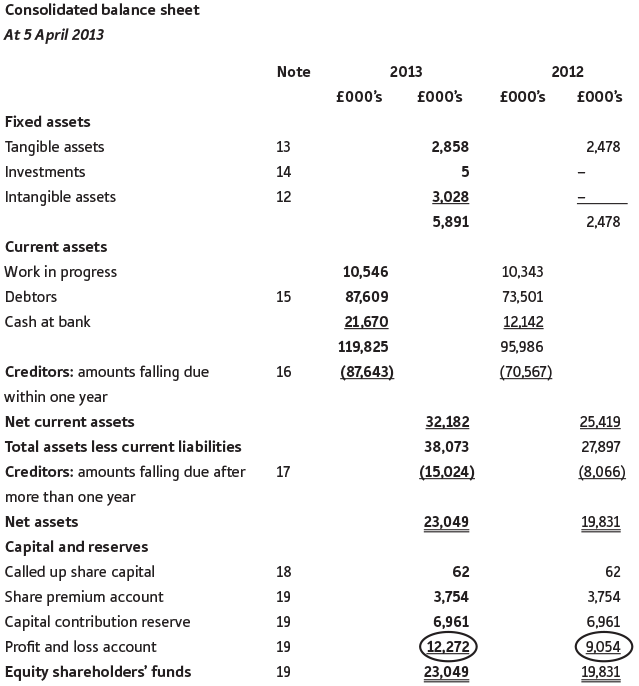 Consolidated balance sheet
At 5 April 2013
Note 2013 2012
£000's £000's £000's £000's
Fixed assets
Tangible assets 13 2,858 2,478
Investments 14 5 –
Intangible assets 12 3,028 –
5,891 2,478
Current assets
Work in progress 10,546 10,343
Debtors 15 87,609 73,501
Cash at bank 21,670 12,142
119,825 95,986
Creditors: amounts falling due 16 (87,643) (70,567)
within one year
Net current assets 32,182 25,419
Total assets less current liabilities 38,073 27,897
Creditors: amounts falling due after 17 (15,024) (8,066)
more than one year
Net assets 23,049 19,831
Capital and reserves
Called up share capital 18 62 62
Share premium account 19 3,754 3,754
Capital contribution reserve 19 6,961 6,961
Profit and loss account 19 12,272 9,054
Equity shareholders' funds 19 23,049 19,831